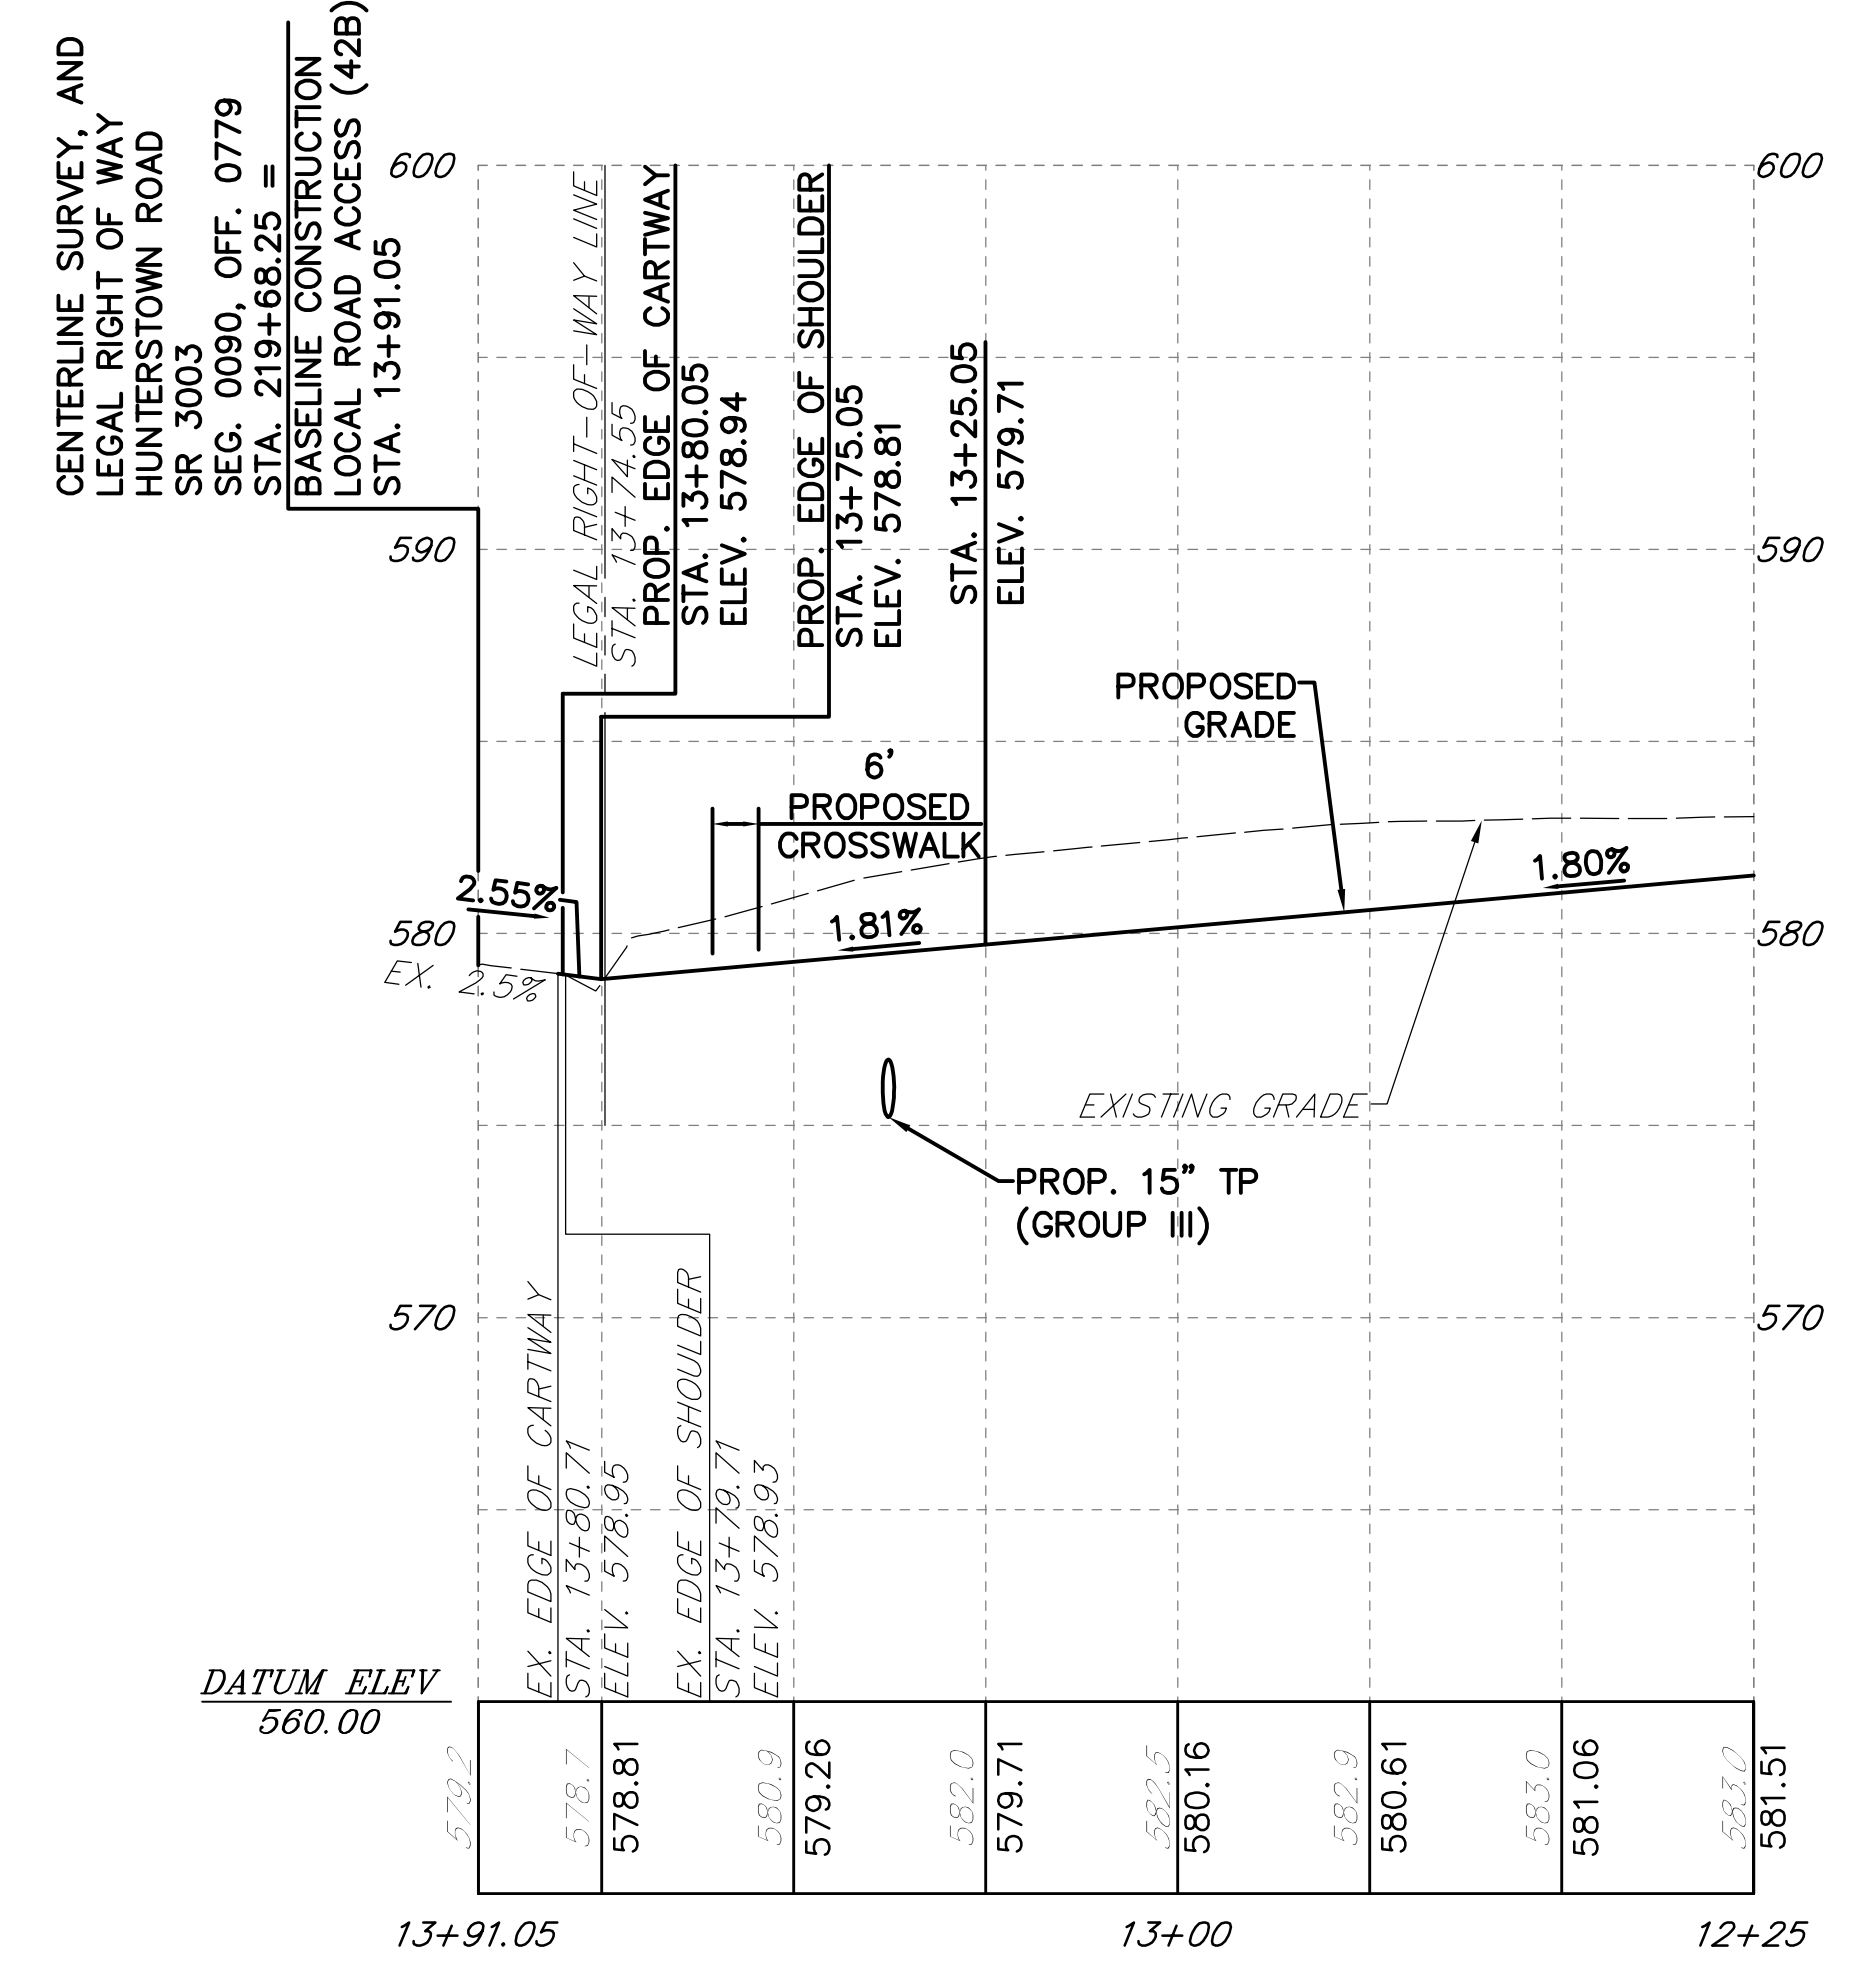 CENTERLINE SURVEY, AND
LEGAL RIGHT OF WAY
HUNTERSTOWN ROAD
SR 3003
SEG. 0090, OFF. 0779
STA. 219+68.25 =
BASELINE CONSTRUCTION
LOCAL ROAD ACCESS (42B)
STA. 13+91.05
600
600
LEGAL RIGHT-OF-WAY LINE
STA. 13+74.55
PROP. EDGE OF CARTWAY
STA. 13+80.05
ELEV. 578.94
PROP. EDGE OF SHOULDER
STA. 13+75.05
ELEV. 578.81
STA. 13+25.05
ELEV. 579.71
590
590
PROPOSED
GRADE
6'
PROPOSED
CROSSWALK
2.55%
1.81%
1.80%
580
580
EX. 2.5%
EXISTING GRADE
PROP. 15" TP
(GROUP III)
570
570
EX. EDGE OF CARTWAY
STA. 13+80.71
ELEV. 578.95
EX. EDGE OF SHOULDER
STA. 13+79.71
ELEV. 578.93
DATUM ELEV
560.00
579.2
578.7
578.81
580.9
579.26
582.0
579.71
582.5
580.16
582.9
580.61
583.0
581.06
583.0
581.51
13+91.05
13+00
12+25